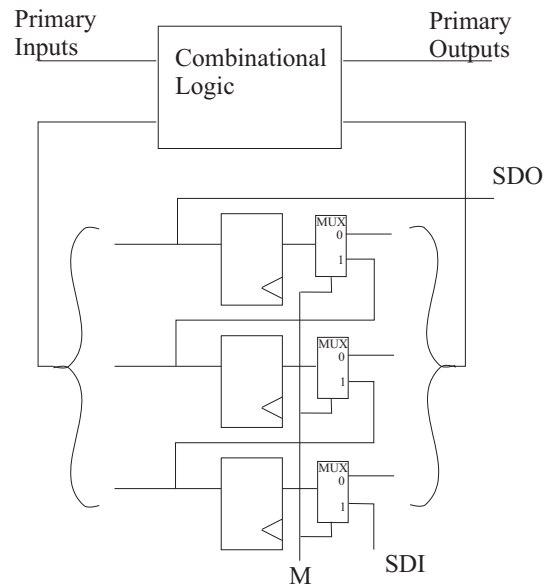 Primary
Inputs
Primary
Outputs
Combinational
Logic
SDO
MUX
0
1
MUX
0
1
MUX
0
1
M
SDI